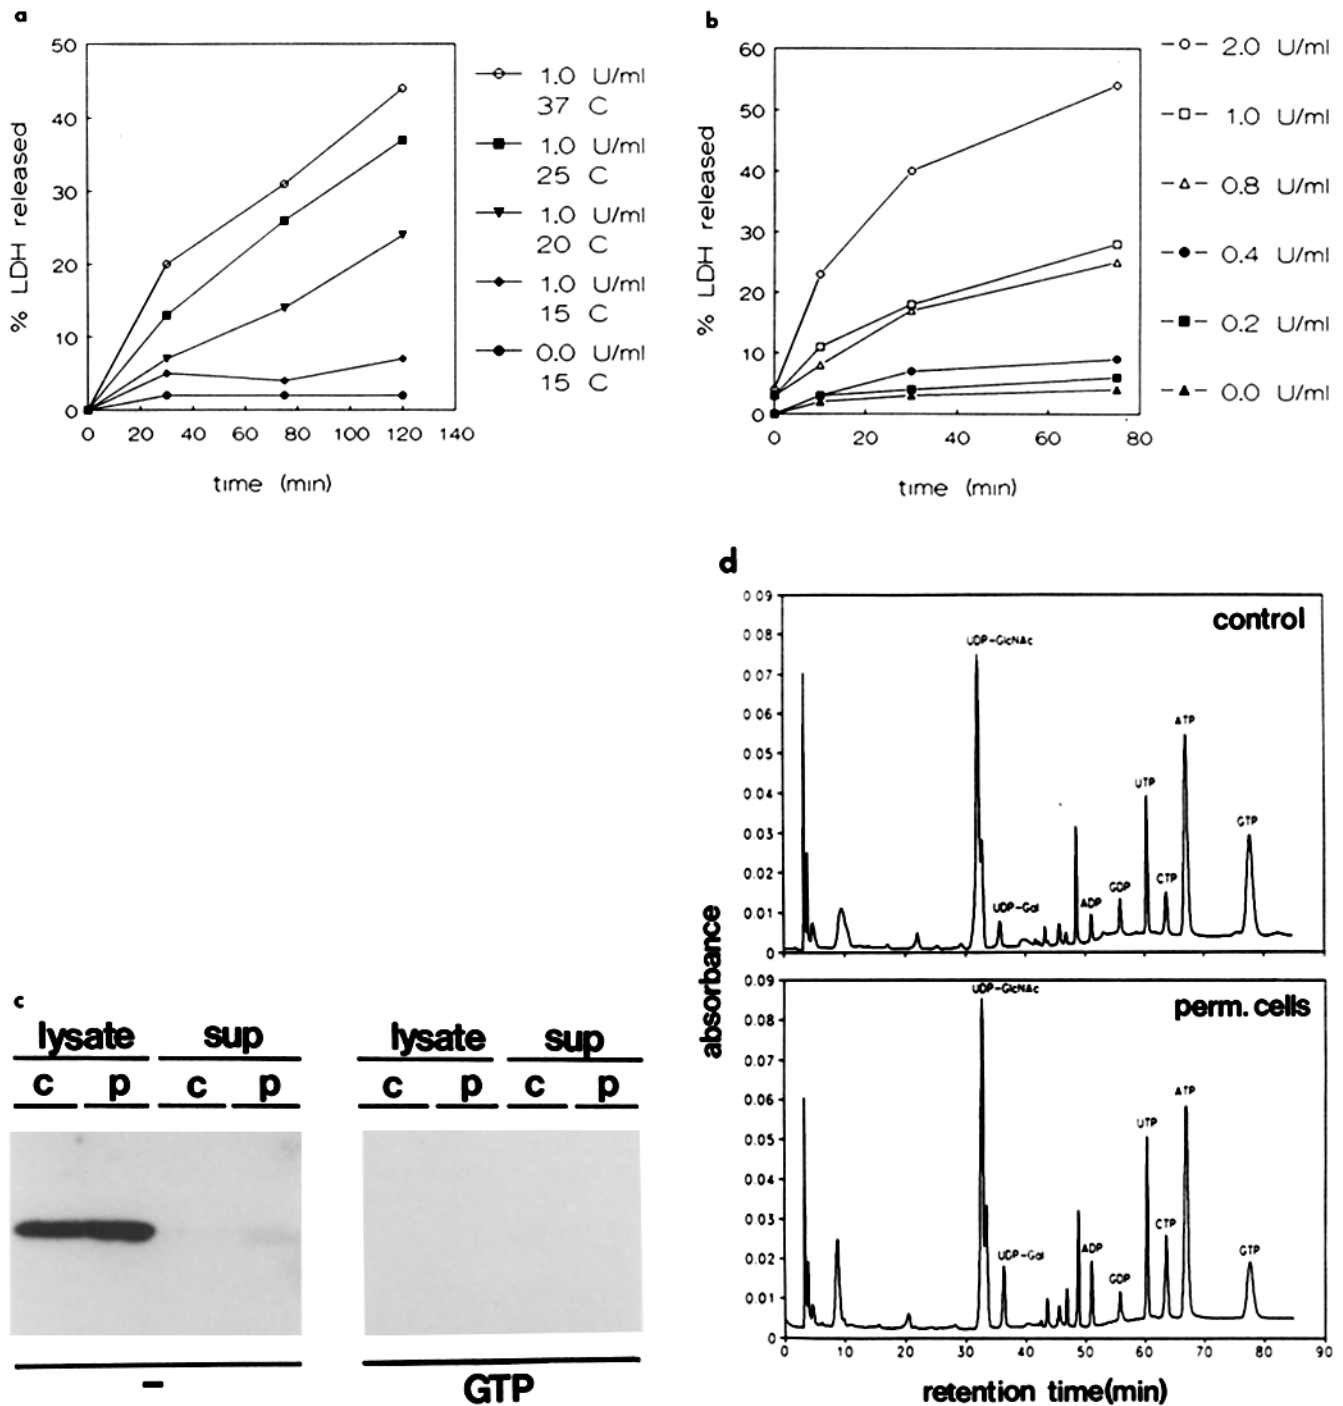 a
50
40
30
20
10
0
0 20 40 60 80 100 120 140
% LDH released
time (min)
1.0 U/ml
37 C
1.0 U/ml
25 C
1.0 U/ml
20 C
1.0 U/ml
15 C
0.0 U/ml
15 C
b
60
50
40
30
20
10
0
0 20 40 60 80
% LDH released
time (min)
2.0 U/ml
1.0 U/ml
0.8 U/ml
0.4 U/ml
0.2 U/ml
0.0 U/ml
c
lysate sup
c p c p
–
lysate sup
c p c p
GTP
d
control
0.09
0.08
0.07
0.06
0.05
0.04
0.03
0.02
0.01
0
UDP-GlcNAc
UDP-Gal
ADP
GDP
UTP
CTP
ATP
GTP
absorbance
perm. cells
0.09
0.08
0.07
0.06
0.05
0.04
0.03
0.02
0.01
0
UDP-GlcNAc
UDP-Gal
ADP
GDP
UTP
CTP
ATP
GTP
0 10 20 30 40 50 60 70 80 90
retention time(min)